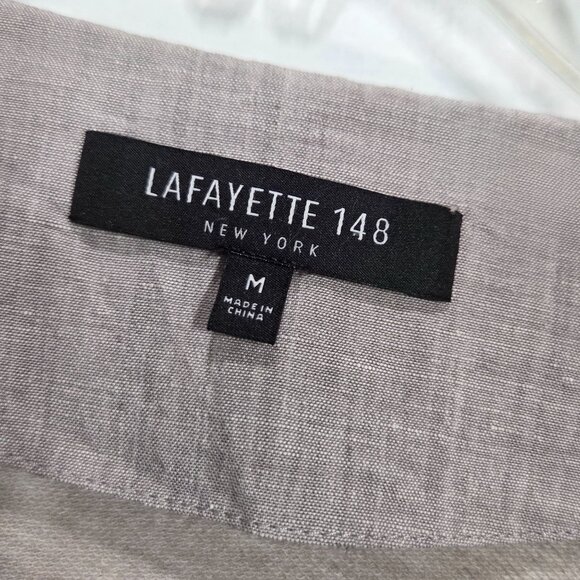 LAFAYETTE 148
NEW YORK
M
MADE IN
CHINA